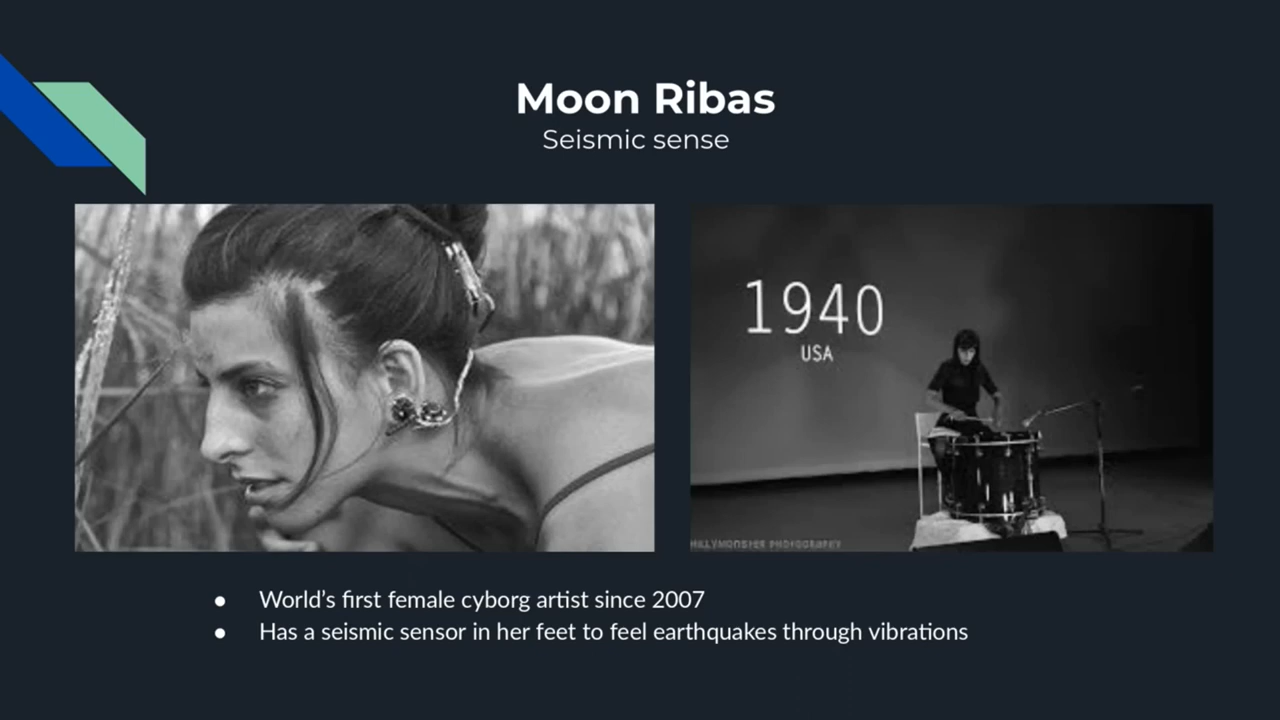 Moon Ribas
Seismic sense
1940
USA
HILLYMONSTER PHOTOGRAPHY
● World’s first female cyborg artist since 2007
● Has a seismic sensor in her feet to feel earthquakes through vibrations